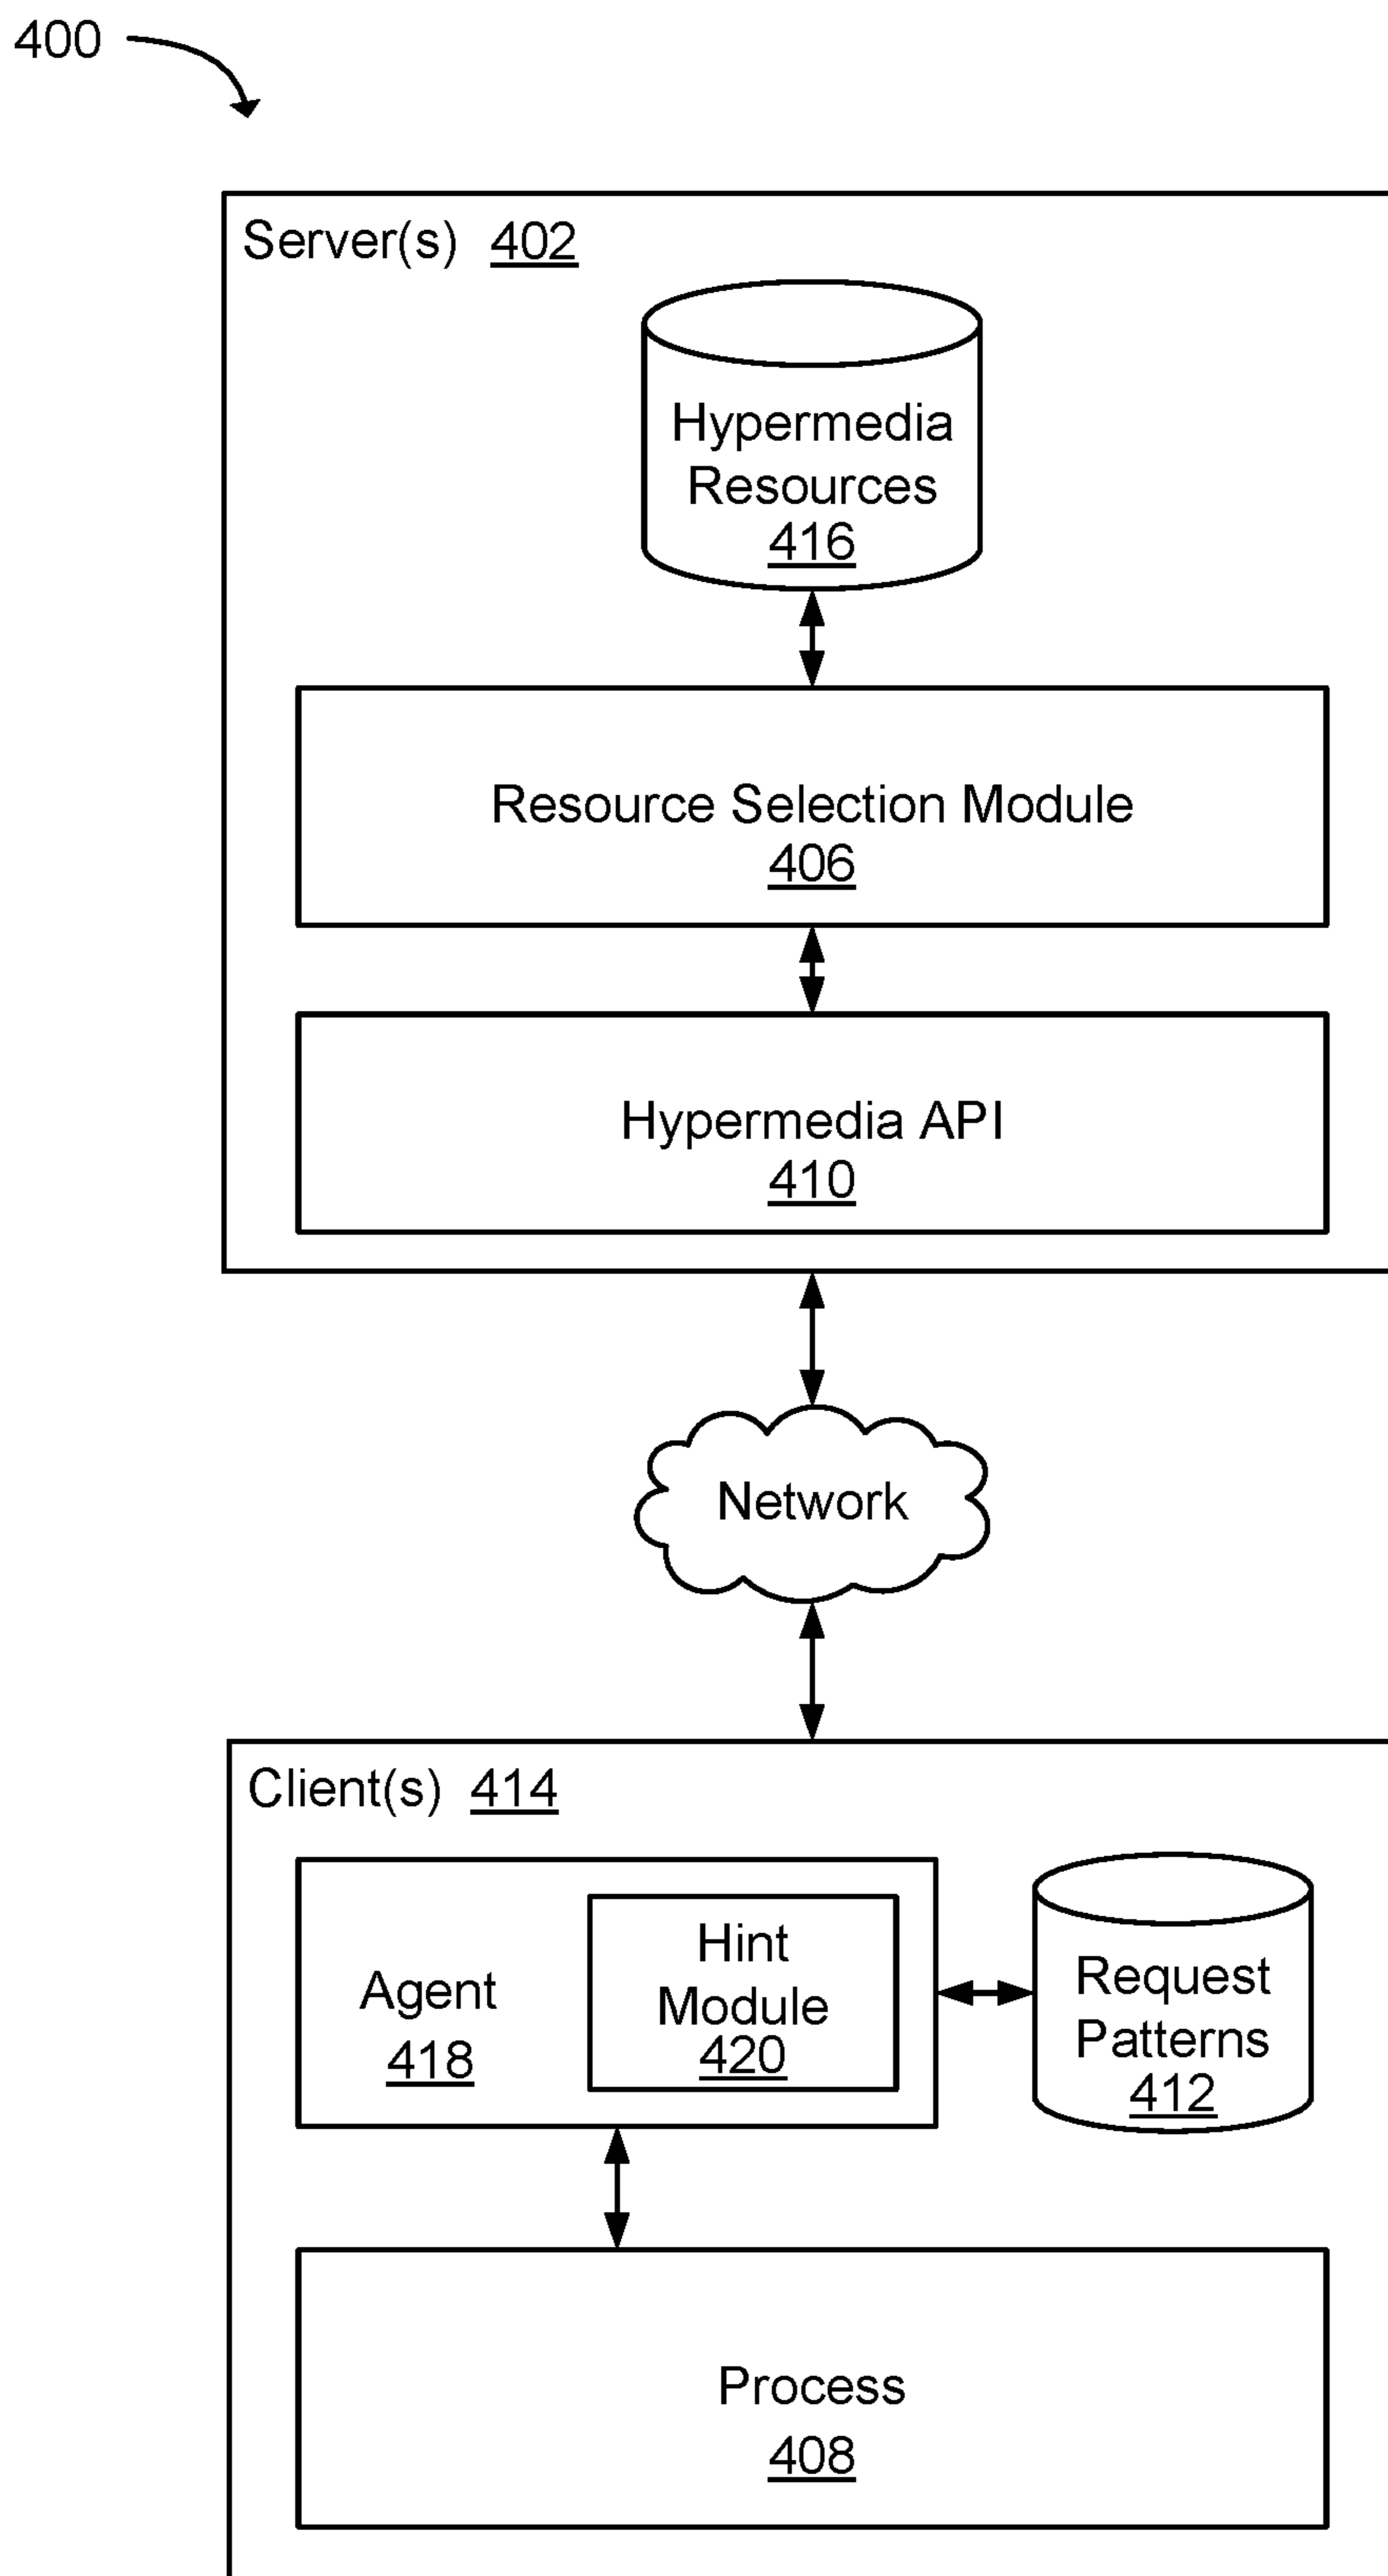 400
Server(s) 402
Hypermedia
Resources
416
Resource Selection Module
406
Hypermedia API
410
Network
Client(s) 414
Agent
418
Hint
Module
420
Request
Patterns
412
Process
408